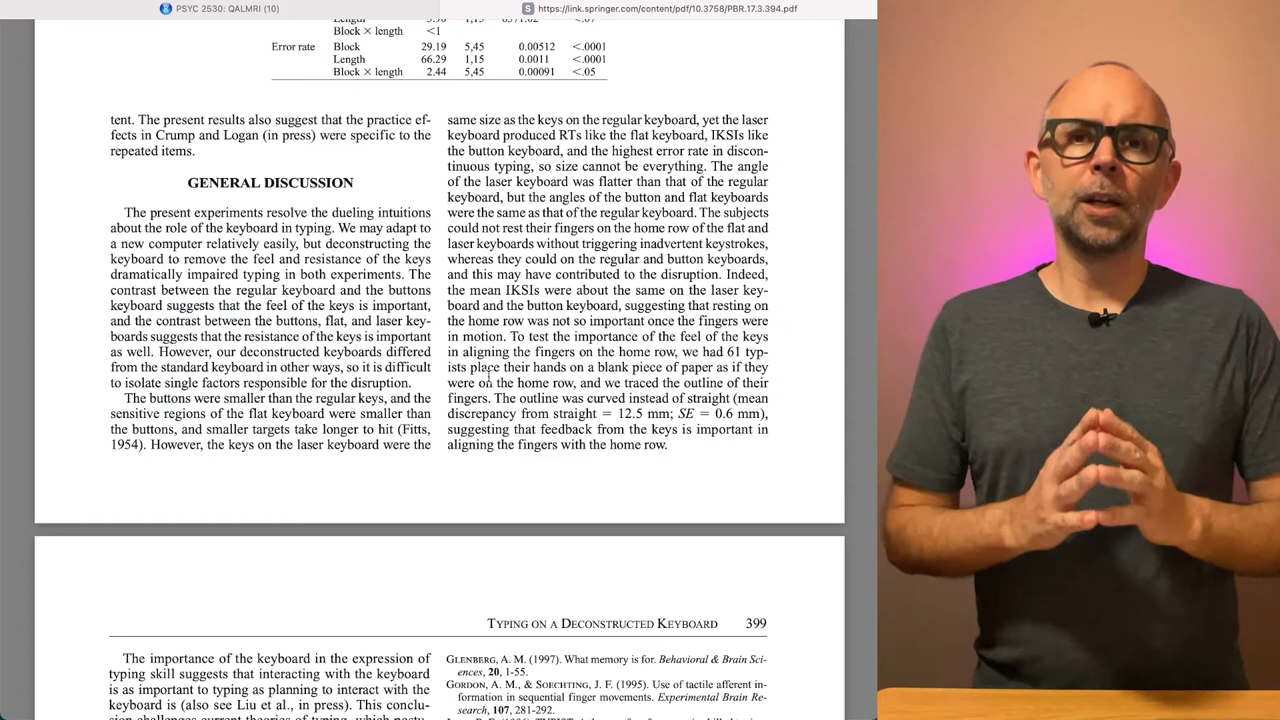 PSYC 2530: QALMRI (10)
S https://link.springer.com/content/pdf/10.3758/PBR.17.3.394.pdf
Length 1,15
Block × length <1
Error rate Block 29.19 5,45 0.00512 <.0001
Length 66.29 1,15 0.0011 <.0001
Block × length 2.44 5,45 0.00091 <.05
tent. The present results also suggest that the practice ef-
fects in Crump and Logan (in press) were specific to the
repeated items.
GENERAL DISCUSSION
The present experiments resolve the dueling intuitions
about the role of the keyboard in typing. We may adapt to
a new computer relatively easily, but deconstructing the
keyboard to remove the feel and resistance of the keys
dramatically impaired typing in both experiments. The
contrast between the regular keyboard and the buttons
keyboard suggests that the feel of the keys is important,
and the contrast between the buttons, flat, and laser key-
boards suggests that the resistance of the keys is important
as well. However, our deconstructed keyboards differed
from the standard keyboard in other ways, so it is difficult
to isolate single factors responsible for the disruption.
The buttons were smaller than the regular keys, and the
sensitive regions of the flat keyboard were smaller than
the buttons, and smaller targets take longer to hit (Fitts,
1954). However, the keys on the laser keyboard were the
same size as the keys on the regular keyboard, yet the laser
keyboard produced RTs like the flat keyboard, IKSIs like
the button keyboard, and the highest error rate in discon-
tinuous typing, so size cannot be everything. The angle
of the laser keyboard was flatter than that of the regular
keyboard, but the angles of the button and flat keyboards
were the same as that of the regular keyboard. The subjects
could not rest their fingers on the home row of the flat and
laser keyboards without triggering inadvertent keystrokes,
whereas they could on the regular and button keyboards,
and this may have contributed to the disruption. Indeed,
the mean IKSIs were about the same on the laser key-
board and the button keyboard, suggesting that resting on
the home row was not so important once the fingers were
in motion. To test the importance of the feel of the keys
in aligning the fingers on the home row, we had 61 typ-
ists place their hands on a blank piece of paper as if they
were on the home row, and we traced the outline of their
fingers. The outline was curved instead of straight (mean
discrepancy from straight = 12.5 mm; SE = 0.6 mm),
suggesting that feedback from the keys is important in
aligning the fingers with the home row.
TYPING ON A DECONSTRUCTED KEYBOARD 399
The importance of the keyboard in the expression of
typing skill suggests that interacting with the keyboard
is as important to typing as planning to interact with the
keyboard is (also see Liu et al., in press). This conclu-
sion challenges current theories of typing, which postu-
Glenberg, A. M. (1997). What memory is for. Behavioral & Brain Sci-
ences, 20, 1-55.
Gordon, A. M., & Soechting, J. F. (1995). Use of tactile afferent in-
formation in sequential finger movements. Experimental Brain Re-
search, 107, 281-292.